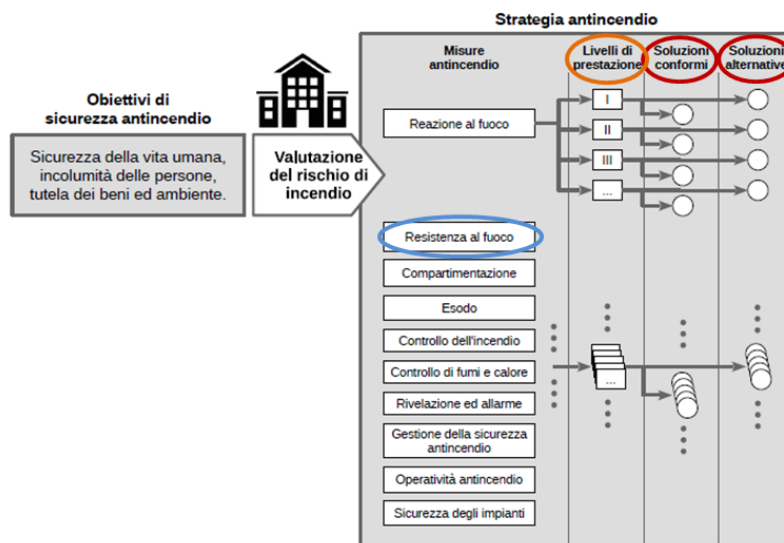 Strategia antincendio
Misure
antincendio
Livelli di
prestazione
Soluzioni
conformi
Soluzioni
alternative
Obiettivi di
sicurezza antincendio
Sicurezza della vita umana,
incolumità delle persone,
tutela dei beni ed ambiente.
Valutazione
del rischio di
incendio
Reazione al fuoco
I
II
III
...
Resistenza al fuoco
Compartimentazione
Esodo
Controllo dell'incendio
Controllo di fumi e calore
Rivelazione ed allarme
Gestione della sicurezza
antincendio
Operatività antincendio
Sicurezza degli impianti
...